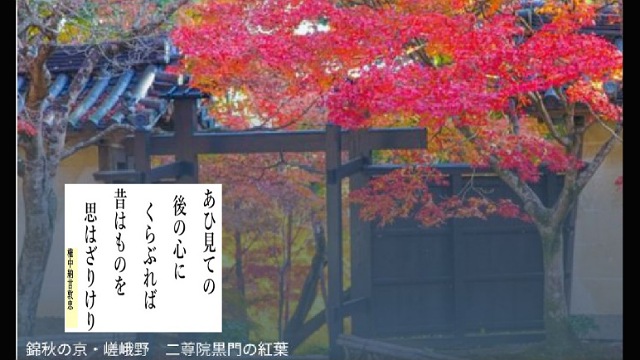 あひ見ての
後の心に
くらぶれば
昔はものを
思はざりけり
権中納言敦忠
錦秋の京・嵯峨野 二尊院黒門の紅葉